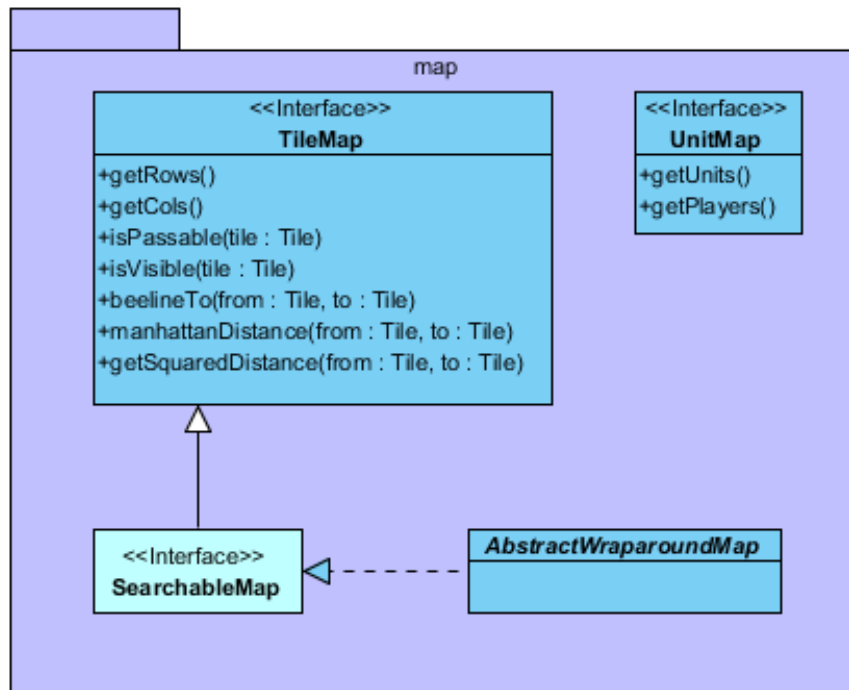 map
<<Interface>>
TileMap
+getRows()
+getCols()
+isPassable(tile : Tile)
+isVisible(tile : Tile)
+beelineTo(from : Tile, to : Tile)
+manhattanDistance(from : Tile, to : Tile)
+getSquaredDistance(from : Tile, to : Tile)
<<Interface>>
UnitMap
+getUnits()
+getPlayers()
<<Interface>>
SearchableMap
AbstractWraparoundMap